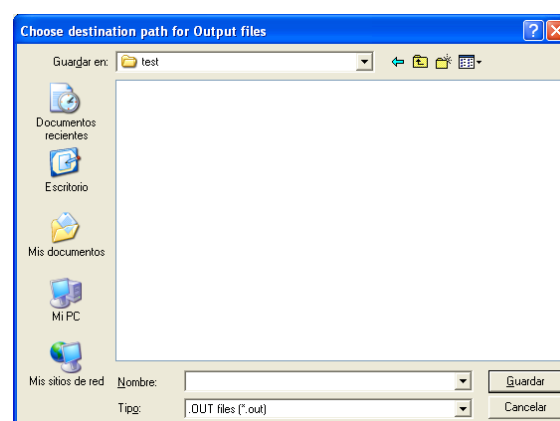 Choose destination path for Output files
Guardar en: test
Documentos
recientes
Escritorio
Mis documentos
Mi PC
Mis sitios de red
Nombre:
Guardar
Tipo: .OUT files (*.out)
Cancelar